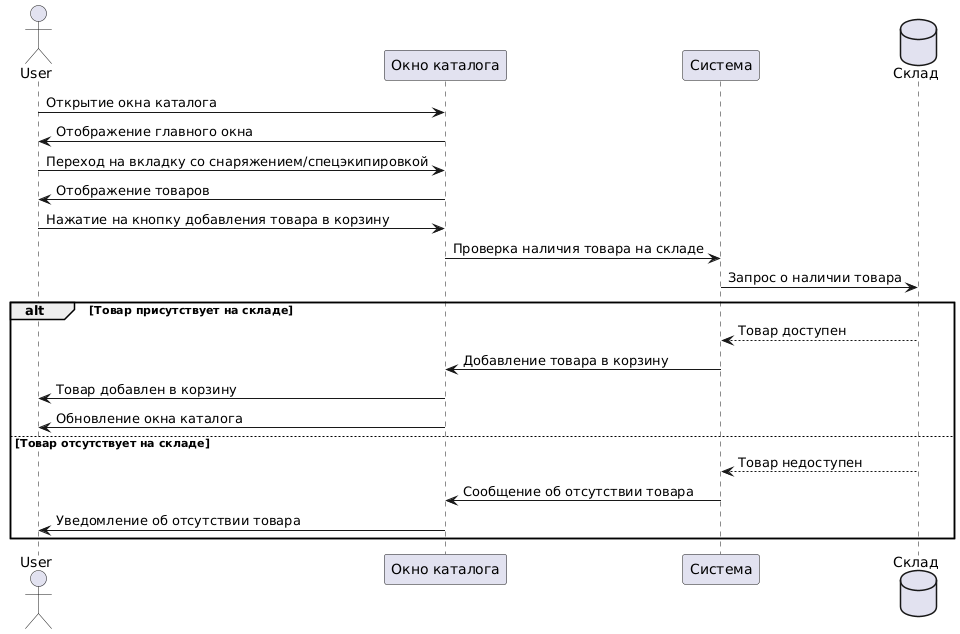 User
Окно каталога
Система
Склад
Открытие окна каталога
Отображение главного окна
Переход на вкладку со снаряжением/спецэкипировкой
Отображение товаров
Нажатие на кнопку добавления товара в корзину
Проверка наличия товара на складе
Запрос о наличии товара
alt [Товар присутствует на складе]
Товар доступен
Добавление товара в корзину
Товар добавлен в корзину
Обновление окна каталога
[Товар отсутствует на складе]
Товар недоступен
Сообщение об отсутствии товара
Уведомление об отсутствии товара
User
Окно каталога
Система
Склад